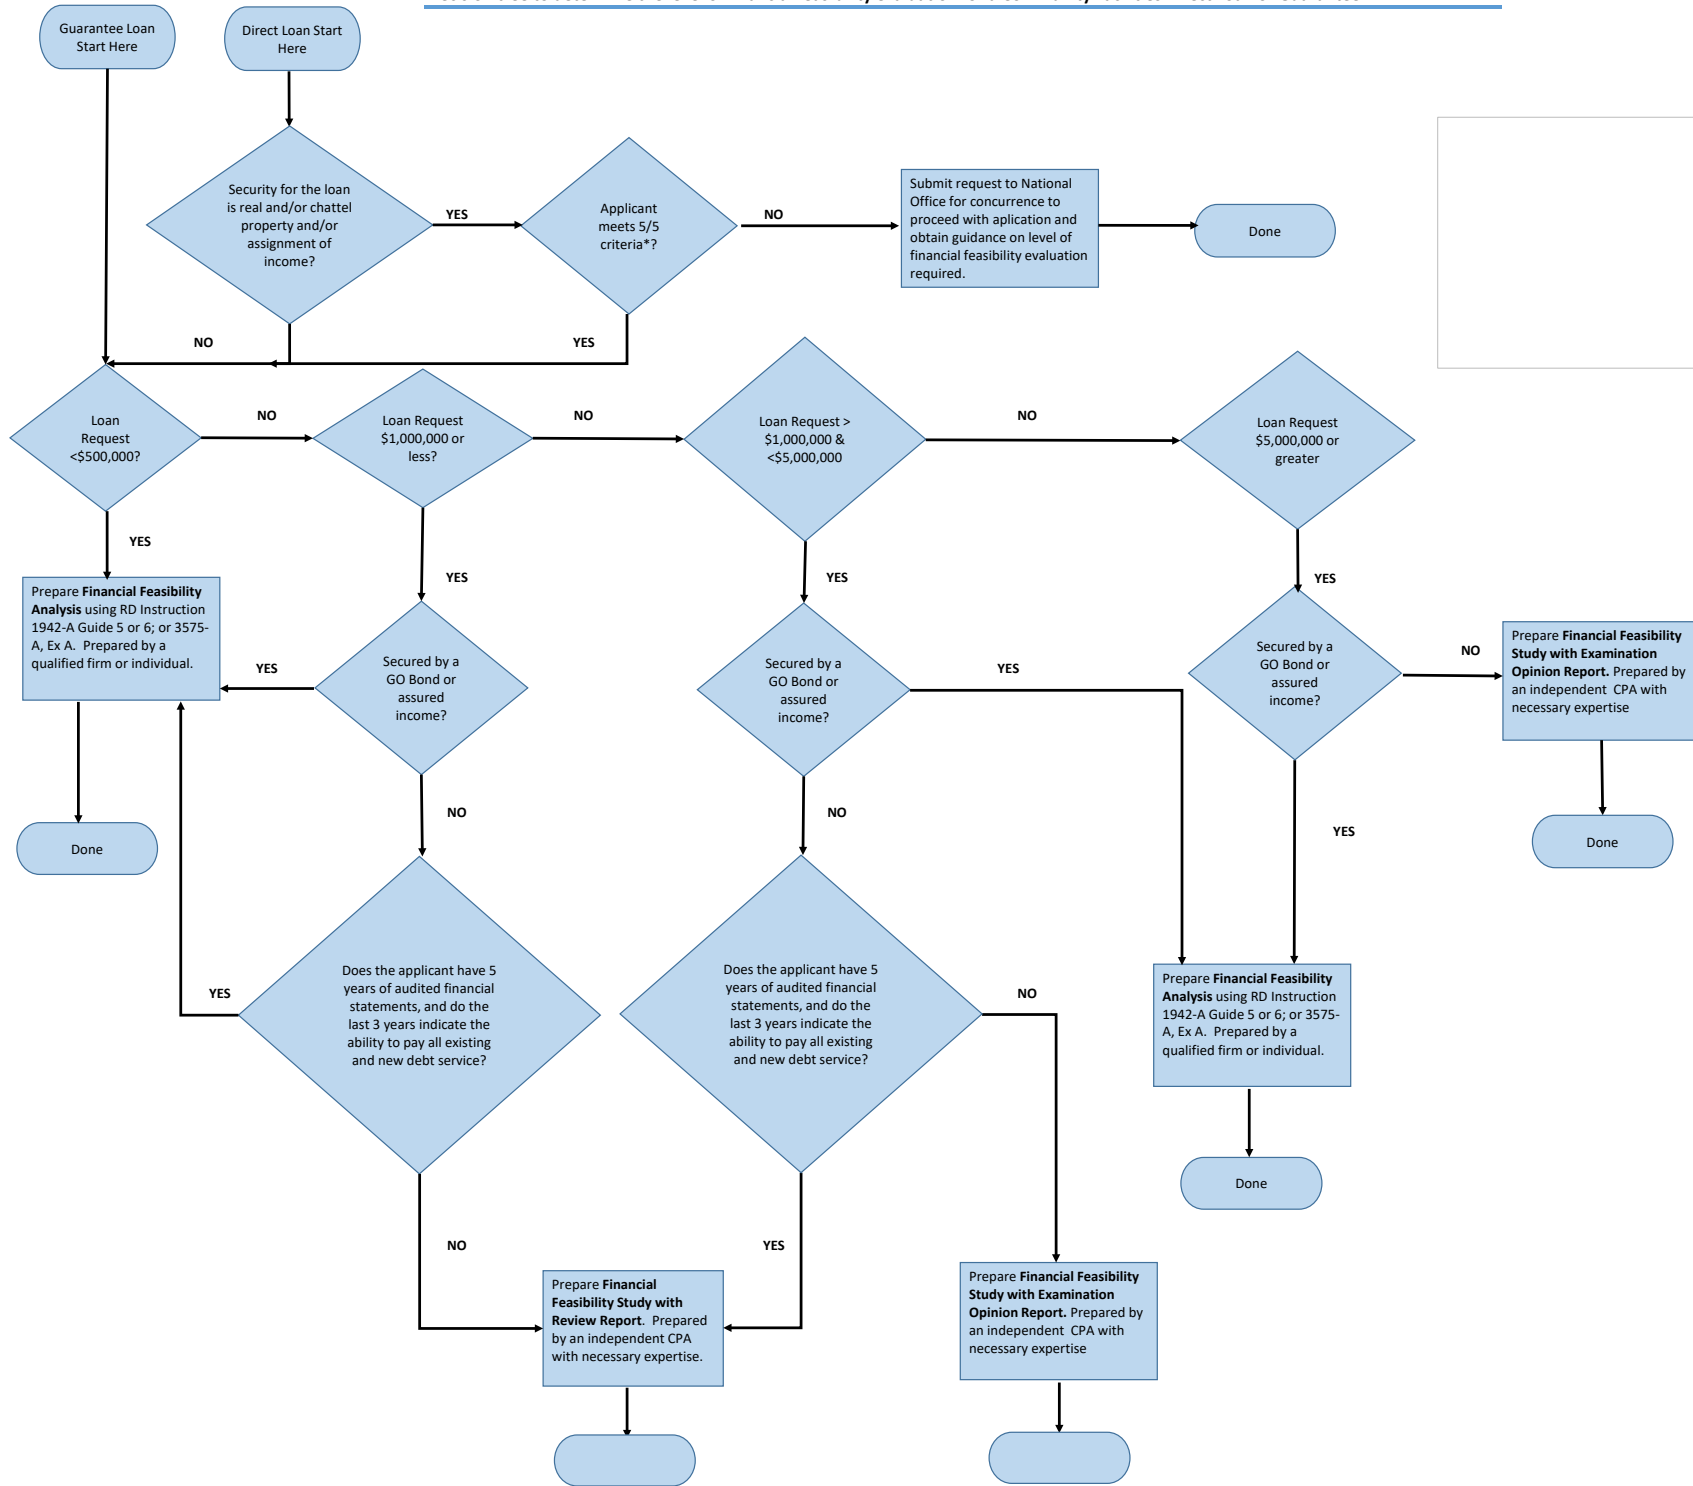 Guarantee Loan
Start Here
Direct Loan Start
Here
Security for the loan
is real and/or chattel
property and/or
assignment of
income?
YES
Applicant
meets 5/5
criteria*?
NO
Submit request to National
Office for concurrence to
proceed with aplication and
obtain guidance on level of
financial feasibility evaluation
required.
Done
NO
YES
Loan
Request
<$500,000?
NO
Loan Request
$1,000,000 or
less?
NO
Loan Request >
$1,000,000 &
<$5,000,000
NO
Loan Request
$5,000,000 or
greater
YES
YES
YES
YES
Prepare Financial Feasibility
Analysis using RD Instruction
1942-A Guide 5 or 6; or 3575-
A, Ex A. Prepared by a
qualified firm or individual.
YES
Secured by a
GO Bond or
assured
income?
Secured by a
GO Bond or
assured
income?
YES
Secured by a
GO Bond or
assured
income?
NO
Prepare Financial Feasibility
Study with Examination
Opinion Report. Prepared by
an independent CPA with
necessary expertise
Done
NO
NO
YES
Done
YES
Does the applicant have 5
years of audited financial
statements, and do the
last 3 years indicate the
ability to pay all existing
and new debt service?
Does the applicant have 5
years of audited financial
statements, and do the
last 3 years indicate the
ability to pay all existing
and new debt service?
NO
Prepare Financial Feasibility
Analysis using RD Instruction
1942-A Guide 5 or 6; or 3575-
A, Ex A. Prepared by a
qualified firm or individual.
Done
NO
YES
Prepare Financial
Feasibility Study with
Review Report. Prepared
by an independent CPA
with necessary expertise.
Prepare Financial Feasibility
Study with Examination
Opinion Report. Prepared by
an independent CPA with
necessary expertise